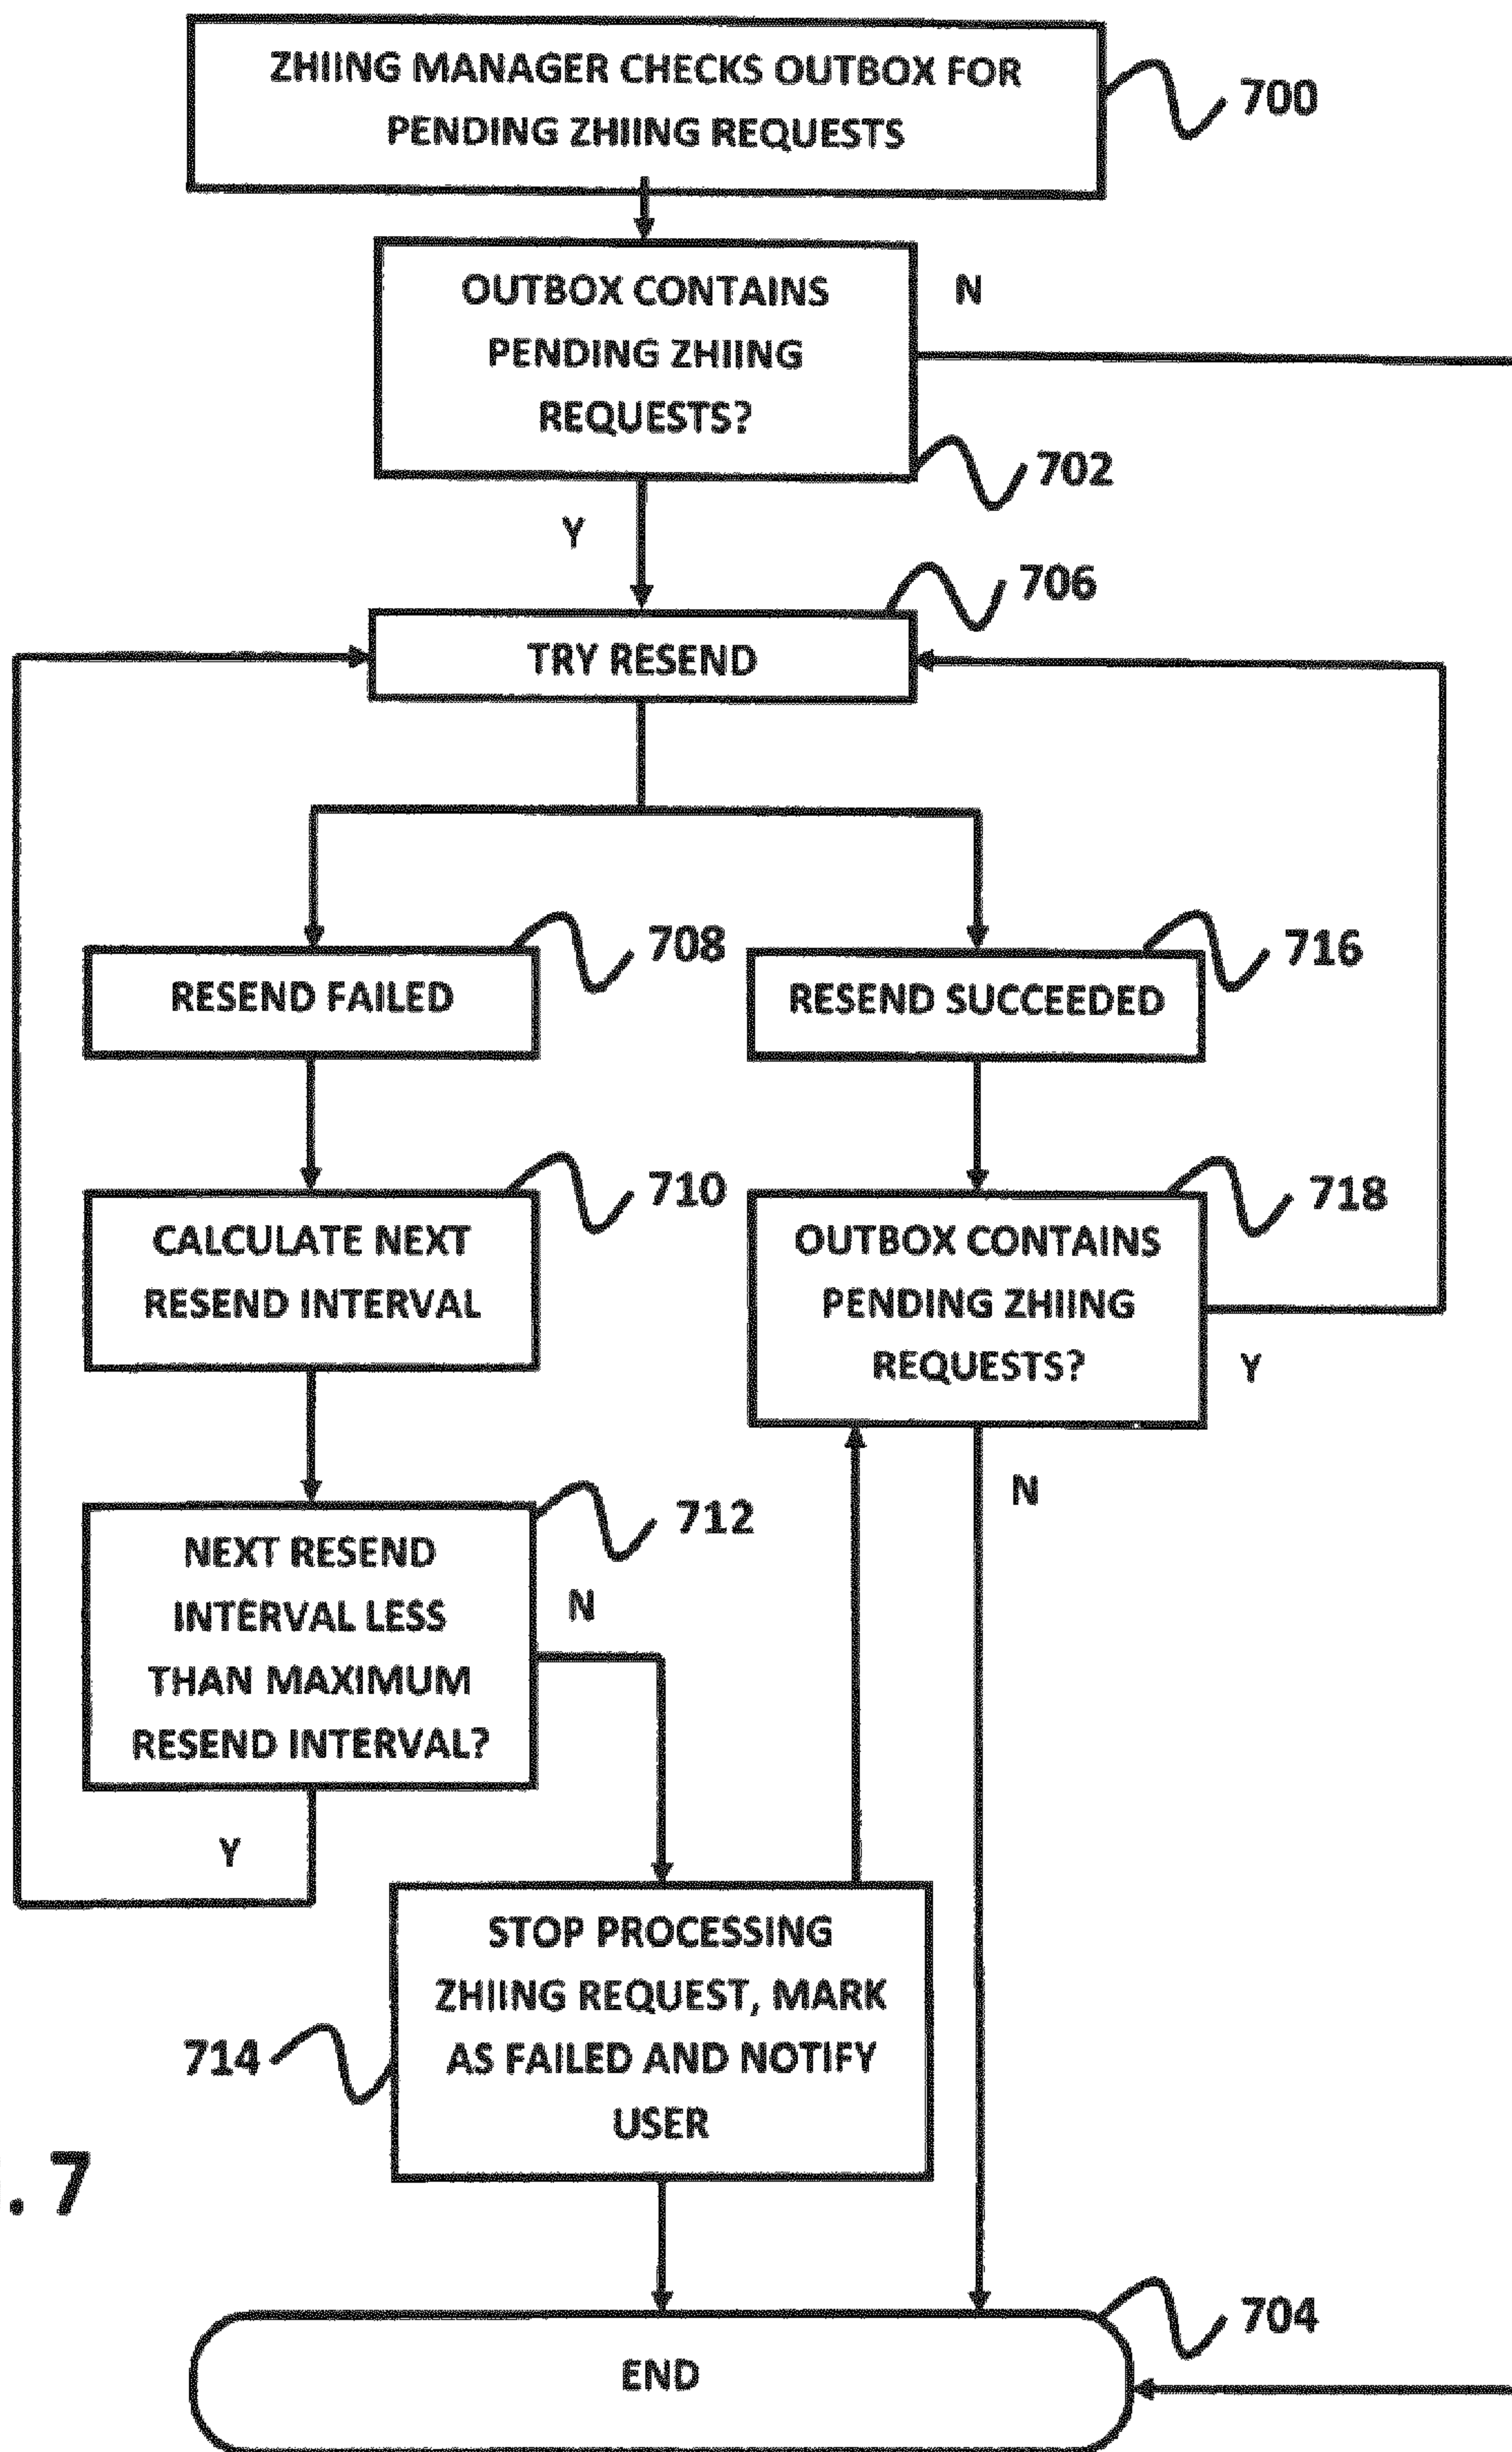 ZHIING MANAGER CHECKS OUTBOX FOR
PENDING ZHIING REQUESTS
700
OUTBOX CONTAINS
PENDING ZHIING
REQUESTS?
N
702
Y
706
TRY RESEND
708
RESEND FAILED
716
RESEND SUCCEEDED
710
CALCULATE NEXT
RESEND INTERVAL
718
OUTBOX CONTAINS
PENDING ZHIING
REQUESTS?
Y
N
712
NEXT RESEND
INTERVAL LESS
THAN MAXIMUM
RESEND INTERVAL?
N
Y
STOP PROCESSING
ZHIING REQUEST, MARK
AS FAILED AND NOTIFY
USER
714
. 7
704
END